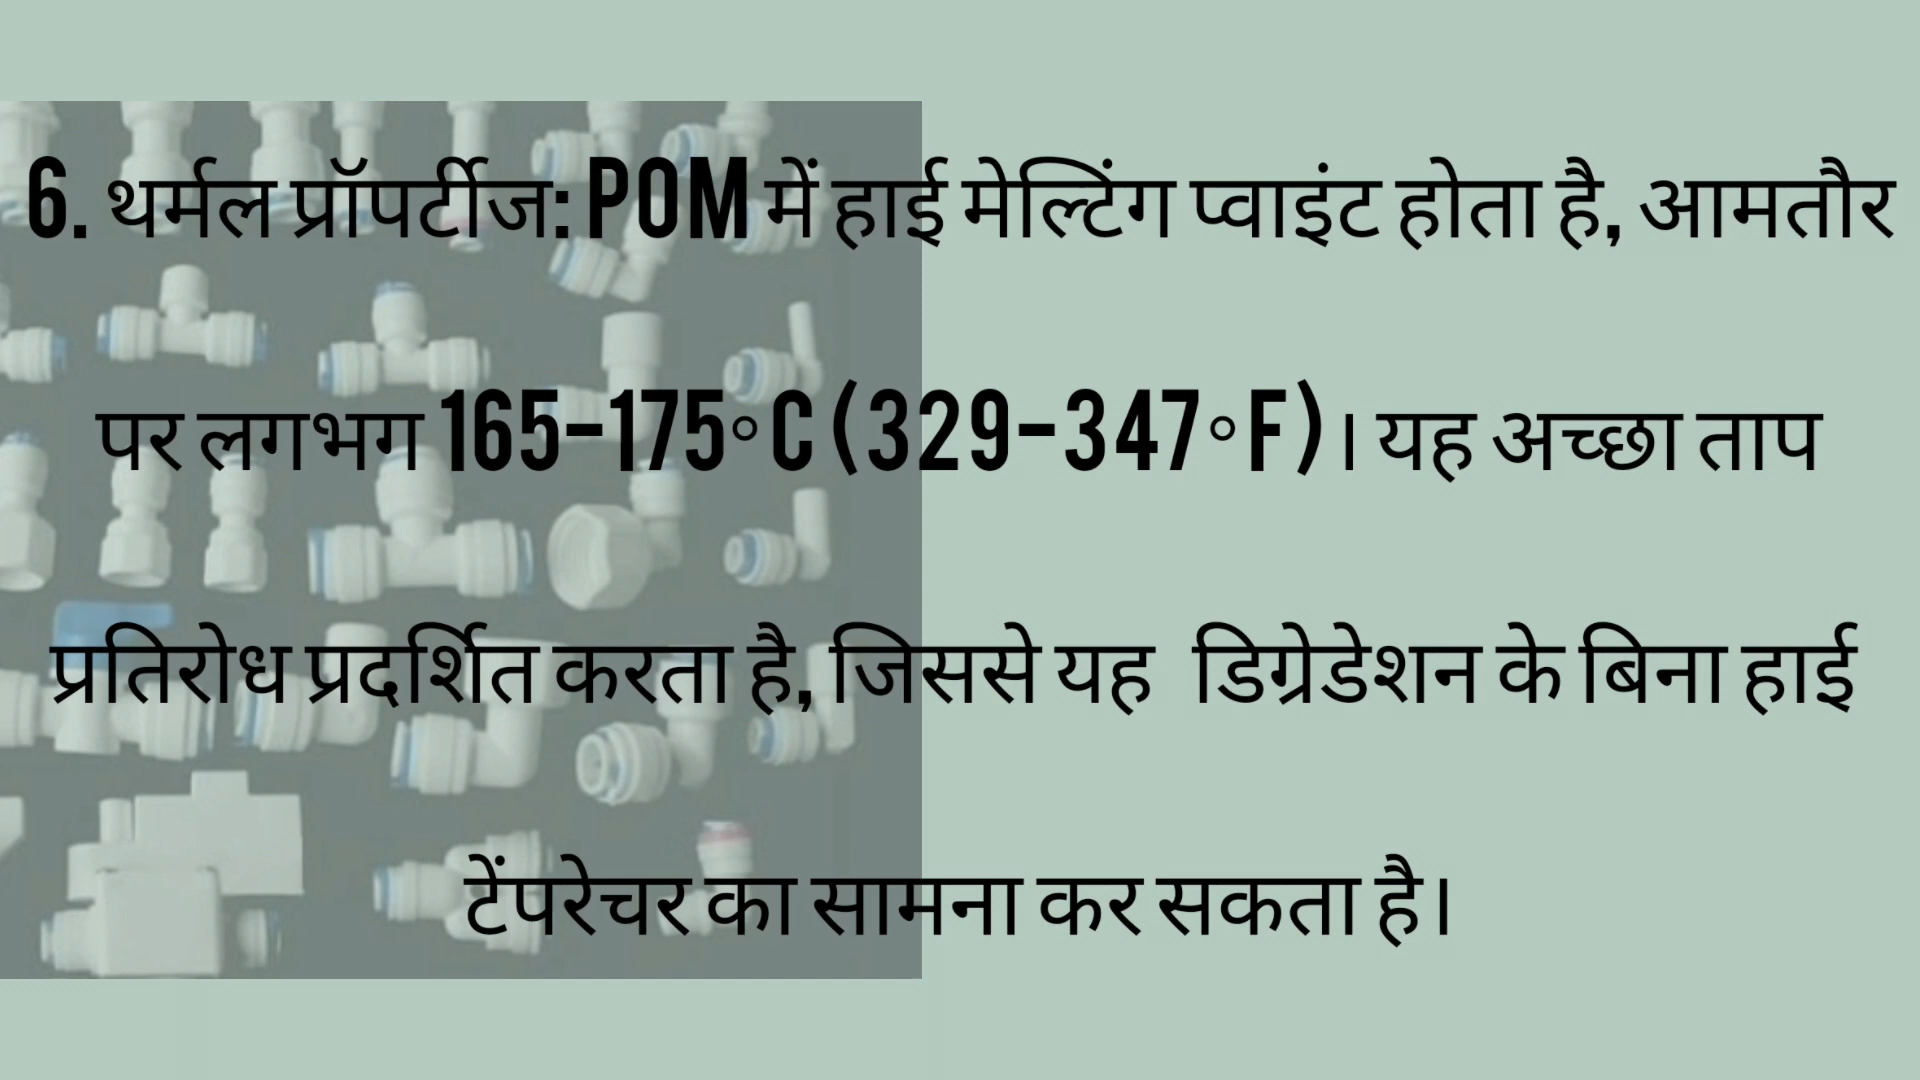 6. थर्मल प्रॉपर्टीज: POM में हाई मेल्टिंग प्वाइंट होता है, आमतौर
पर लगभग 165-175°C (329-347°F)। यह अच्छा ताप
प्रतिरोध प्रदर्शित करता है, जिससे यह डिग्रेडेशन के बिना हाई
टेंपरेचर का सामना कर सकता है।